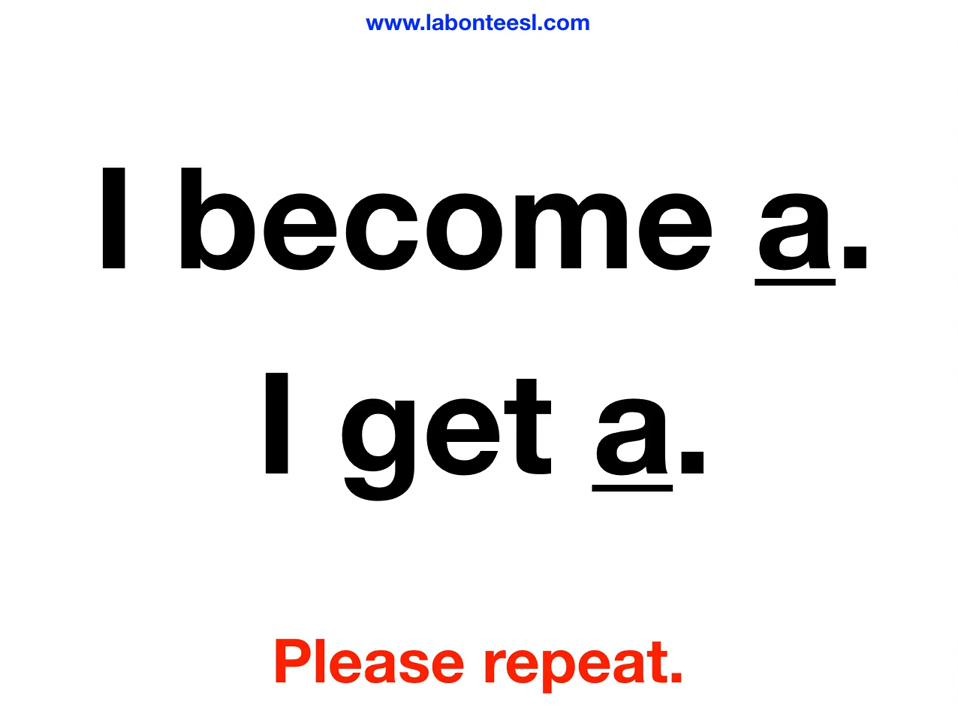 www.labonteesl.com
I become a.
I get a.
Please repeat.